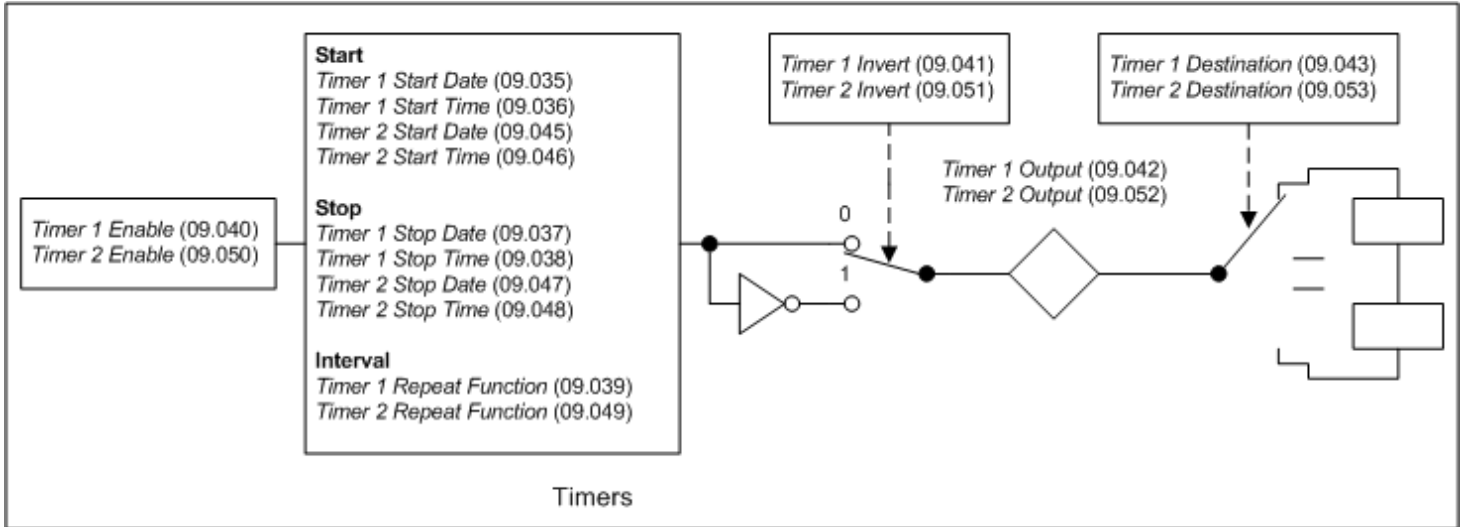 Timer 1 Enable (09.040)
Timer 2 Enable (09.050)
Start
Timer 1 Start Date (09.035)
Timer 1 Start Time (09.036)
Timer 2 Start Date (09.045)
Timer 2 Start Time (09.046)
Stop
Timer 1 Stop Date (09.037)
Timer 1 Stop Time (09.038)
Timer 2 Stop Date (09.047)
Timer 2 Stop Time (09.048)
Interval
Timer 1 Repeat Function (09.039)
Timer 2 Repeat Function (09.049)
Timer 1 Invert (09.041)
Timer 2 Invert (09.051)
0
1
Timer 1 Output (09.042)
Timer 2 Output (09.052)
Timer 1 Destination (09.043)
Timer 2 Destination (09.053)
Timers